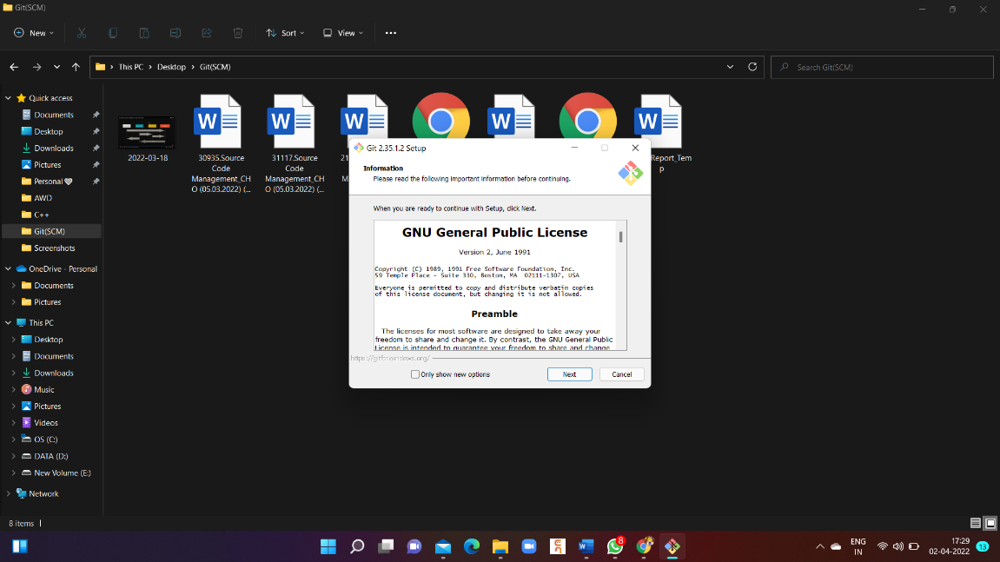 Git(SCM)
New
Sort
View
This PC > Desktop > Git(SCM)
Search Git(SCM)
Quick access
Documents
Desktop
Downloads
Pictures
Personal
AWD
C++
Git(SCM)
Screenshots
OneDrive - Personal
Documents
Pictures
This PC
Desktop
Documents
Downloads
Music
Pictures
Videos
OS (C:)
DATA (D:)
New Volume (E:)
Network
2022-03-18
30935.Source
Code
Management_CH
O (05.03.2022) (...
31117.Source
Code
Management_CH
O (05.03.2022) (...
Report_Tem
p
Git 2.35.1.2 Setup
Information
Please read the following important information before continuing.
When you are ready to continue with Setup, click Next.
GNU General Public License
Version 2, June 1991
Copyright (C) 1989, 1991 Free Software Foundation, Inc.
59 Temple Place - Suite 330, Boston, MA  02111-1307, USA
Everyone is permitted to copy and distribute verbatim copies
of this license document, but changing it is not allowed.
Preamble
The licenses for most software are designed to take away your
freedom to share and change it. By contrast, the GNU General Public
License is intended to guarantee your freedom to share and change
https://gitforwindows.org/
Only show new options
Next
Cancel
8 items
8
ENG
IN
17:29
02-04-2022
13